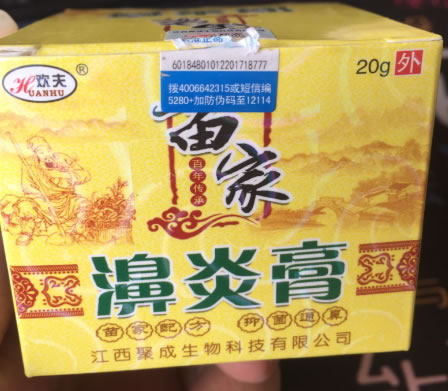 60184801012201718777
拨4006642315或短信编
5280+加防伪码至12114
20g 外
欢夫®
HUANHU
苗家
百年传承
濞炎膏
苗家配方 抑菌通鼻
江西聚成生物科技有限公司